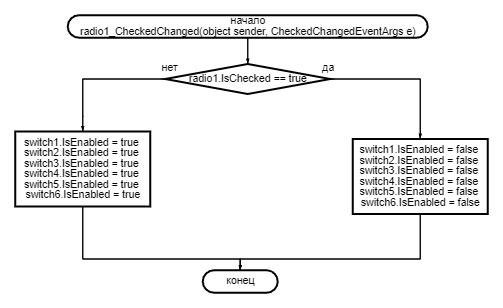 начало
radio1_CheckedChanged(object sender, CheckedChangedEventArgs e)
нет
да
radio1.IsChecked == true
switch1.IsEnabled = true
switch2.IsEnabled = true
switch3.IsEnabled = true
switch4.IsEnabled = true
switch5.IsEnabled = true
switch6.IsEnabled = true
switch1.IsEnabled = false
switch2.IsEnabled = false
switch3.IsEnabled = false
switch4.IsEnabled = false
switch5.IsEnabled = false
switch6.IsEnabled = false
конец